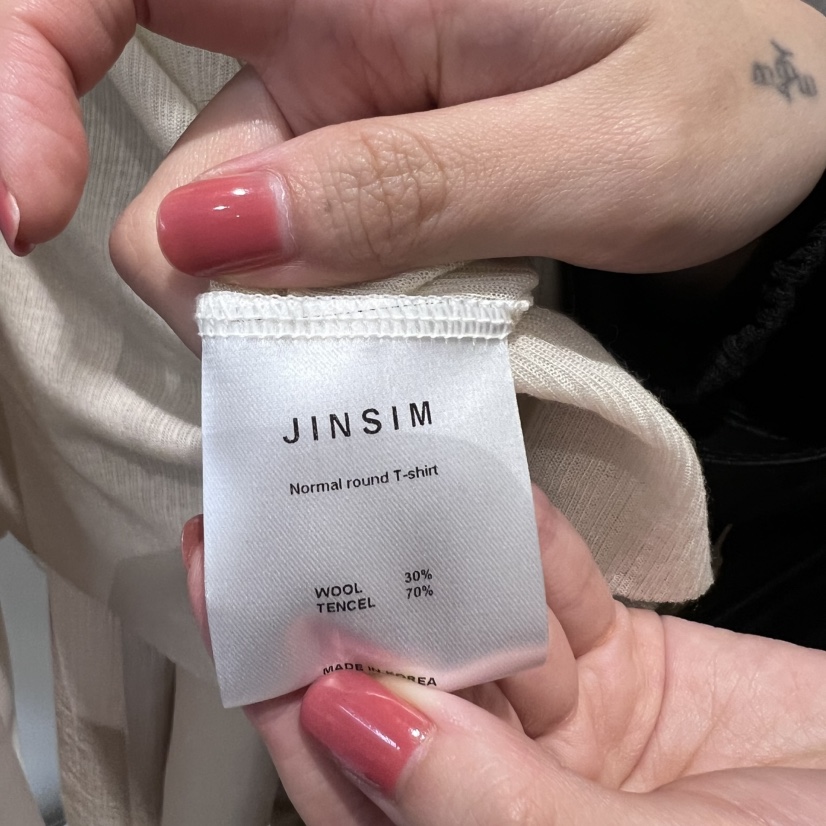 JINSIM
Normal round T-shirt
WOOL 30%
TENCEL 70%
MADE IN KOREA